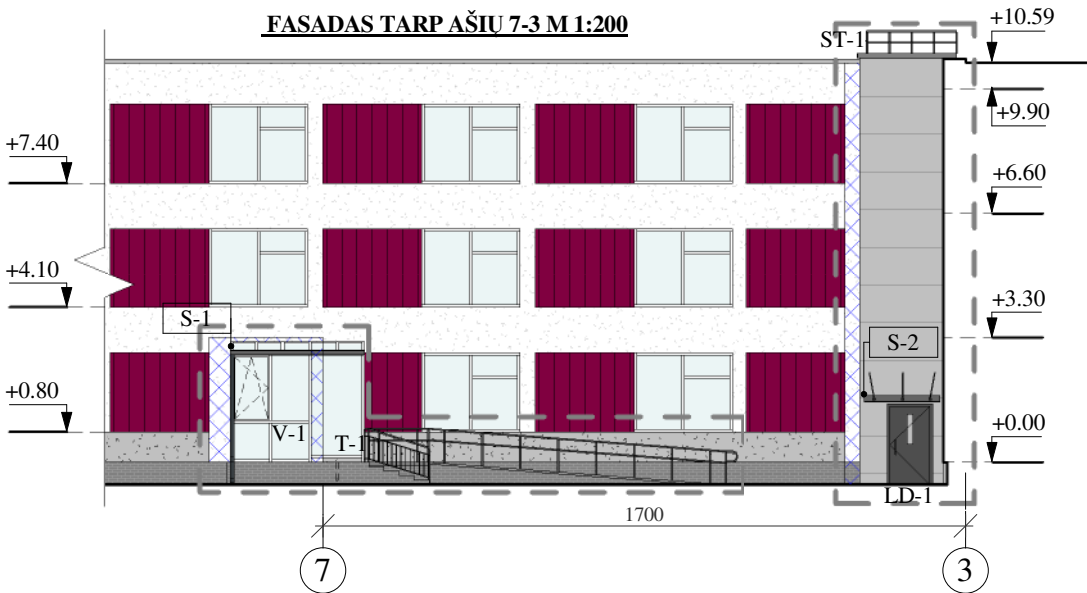 FASADAS TARP AŠIŲ 7-3 M 1:200
+10.59
ST-1
+9.90
+7.40
+6.60
+4.10
S-1
+3.30
S-2
+0.80
V-1
T-1
+0.00
LD-1
1700
7
3